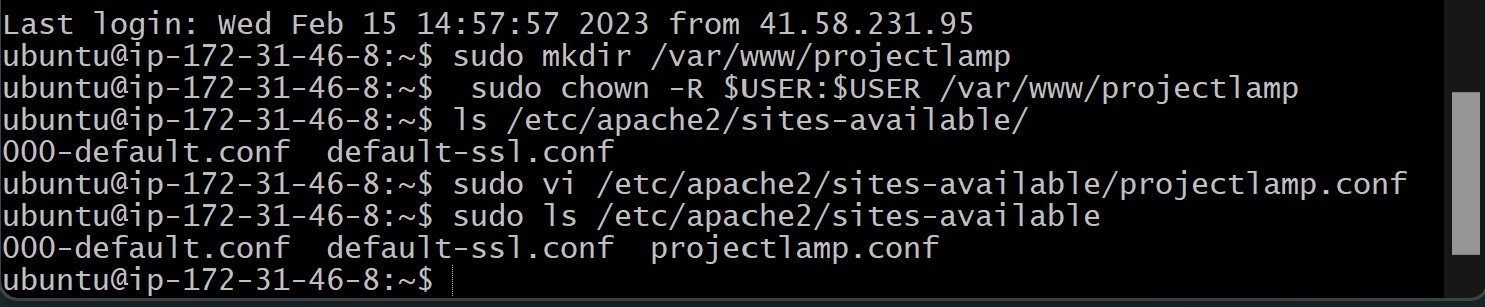 Last login: Wed Feb 15 14:57:57 2023 from 41.58.231.95
ubuntu@ip-172-31-46-8:~$ sudo mkdir /var/www/projectlamp
ubuntu@ip-172-31-46-8:~$  sudo chown -R $USER:$USER /var/www/projectlamp
ubuntu@ip-172-31-46-8:~$ ls /etc/apache2/sites-available/
000-default.conf  default-ssl.conf
ubuntu@ip-172-31-46-8:~$ sudo vi /etc/apache2/sites-available/projectlamp.conf
ubuntu@ip-172-31-46-8:~$ sudo ls /etc/apache2/sites-available
000-default.conf  default-ssl.conf  projectlamp.conf
ubuntu@ip-172-31-46-8:~$